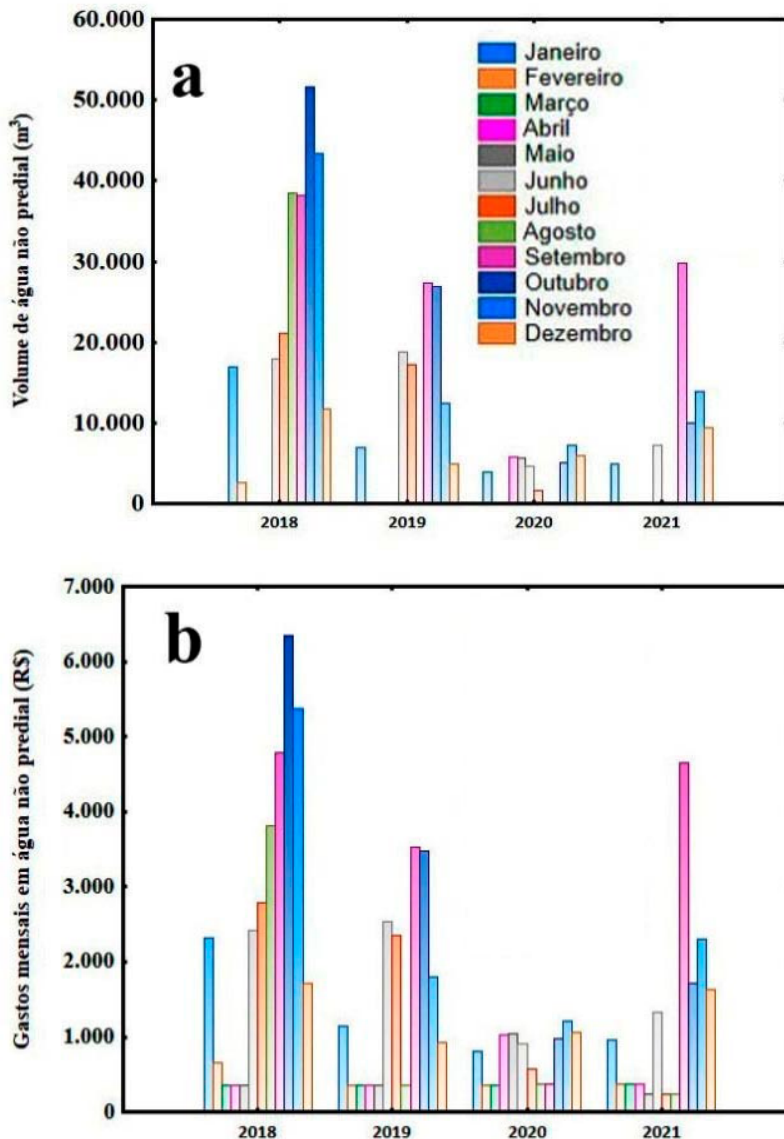 a
Volume de água não predial (m³)
60.000
50.000
40.000
30.000
20.000
10.000
0
Janeiro
Fevereiro
Março
Abril
Maio
Junho
Julho
Agosto
Setembro
Outubro
Novembro
Dezembro
2018 2019 2020 2021
b
Gastos mensais em água não predial (R$)
7.000
6.000
5.000
4.000
3.000
2.000
1.000
0
2018 2019 2020 2021